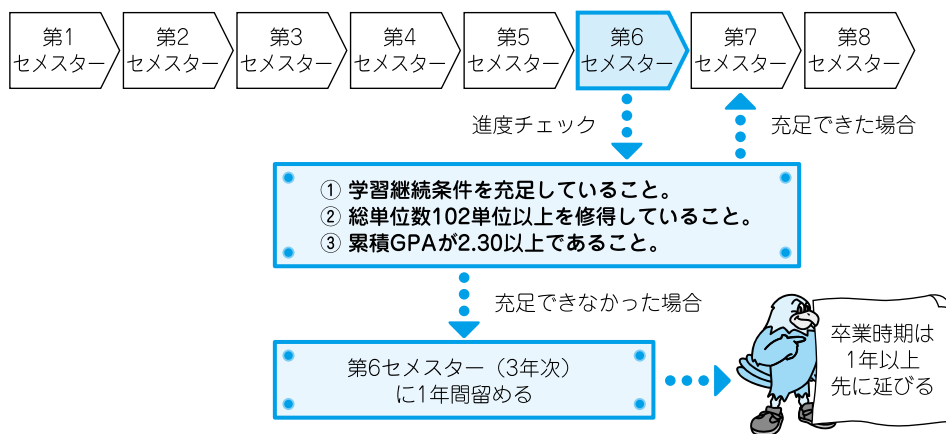 第1
セメスター
第2
セメスター
第3
セメスター
第4
セメスター
第5
セメスター
第6
セメスター
第7
セメスター
第8
セメスター
進度チェック
充足できた場合
① 学習継続条件を充足していること。
② 総単位数102単位以上を修得していること。
③ 累積GPAが2.30以上であること。
充足できなかった場合
第6セメスター（3年次）
に1年間留める
卒業時期は
1年以上
先に延びる